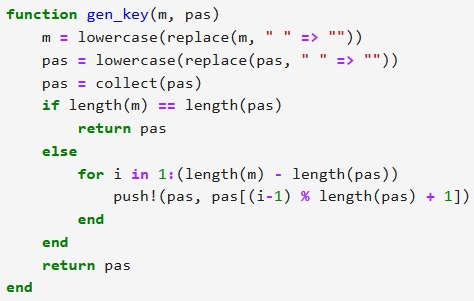 function gen_key(m, pas)
    m = lowercase(replace(m, " " => ""))
    pas = lowercase(replace(pas, " " => ""))
    pas = collect(pas)
    if length(m) == length(pas)
        return pas
    else
        for i in 1:(length(m) - length(pas))
            push!(pas, pas[(i-1) % length(pas) + 1])
        end
    end
    return pas
end